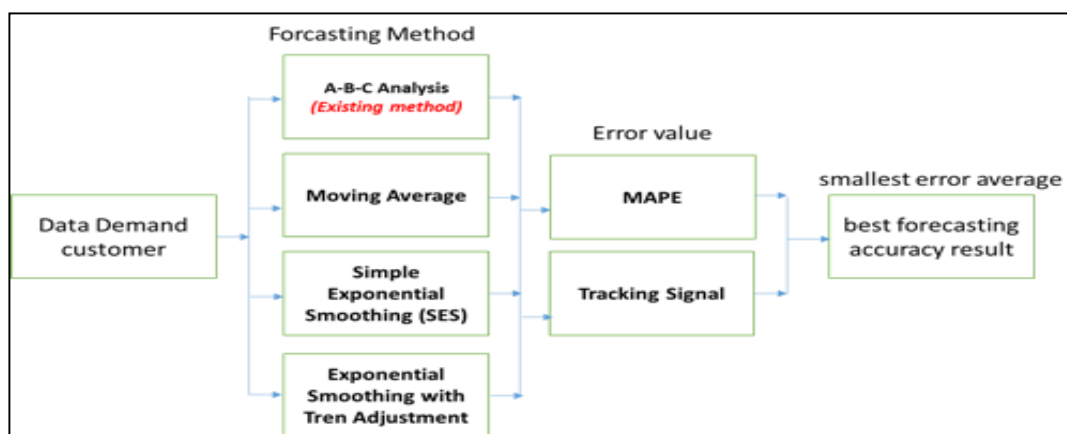 Forcasting Method
A-B-C Analysis
(Existing method)
Error value
Moving Average
MAPE
smallest error average
Data Demand
customer
best forecasting
accuracy result
Simple
Exponential
Smoothing (SES)
Tracking Signal
Exponential
Smoothing with
Tren Adjustment